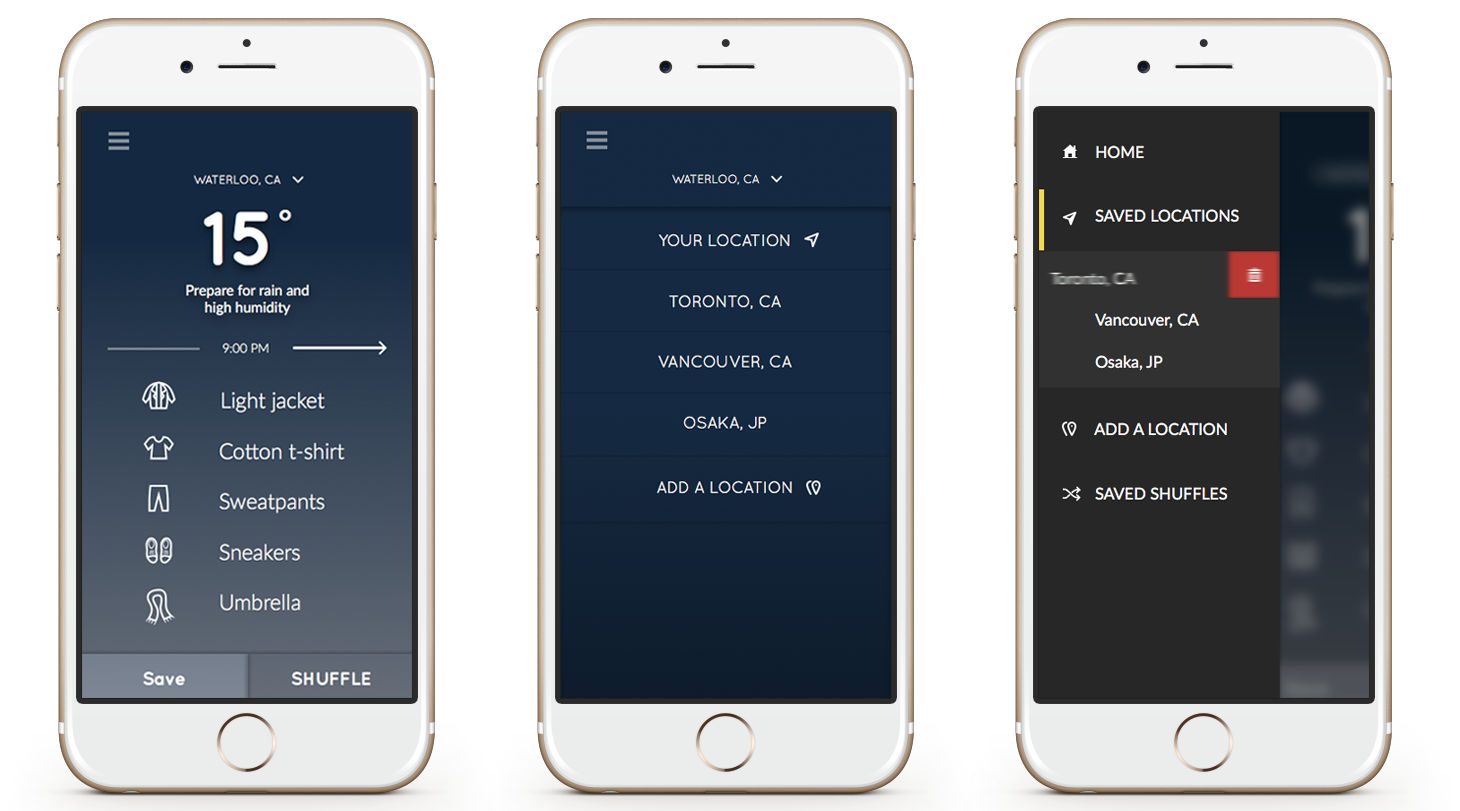 WATERLOO, CA
15°
Prepare for rain and
high humidity
9:00 PM
Light jacket
Cotton t-shirt
Sweatpants
Sneakers
Umbrella
Save
SHUFFLE
WATERLOO, CA
YOUR LOCATION
TORONTO, CA
VANCOUVER, CA
OSAKA, JP
ADD A LOCATION
HOME
SAVED LOCATIONS
Toronto, CA
Vancouver, CA
Osaka, JP
ADD A LOCATION
SAVED SHUFFLES